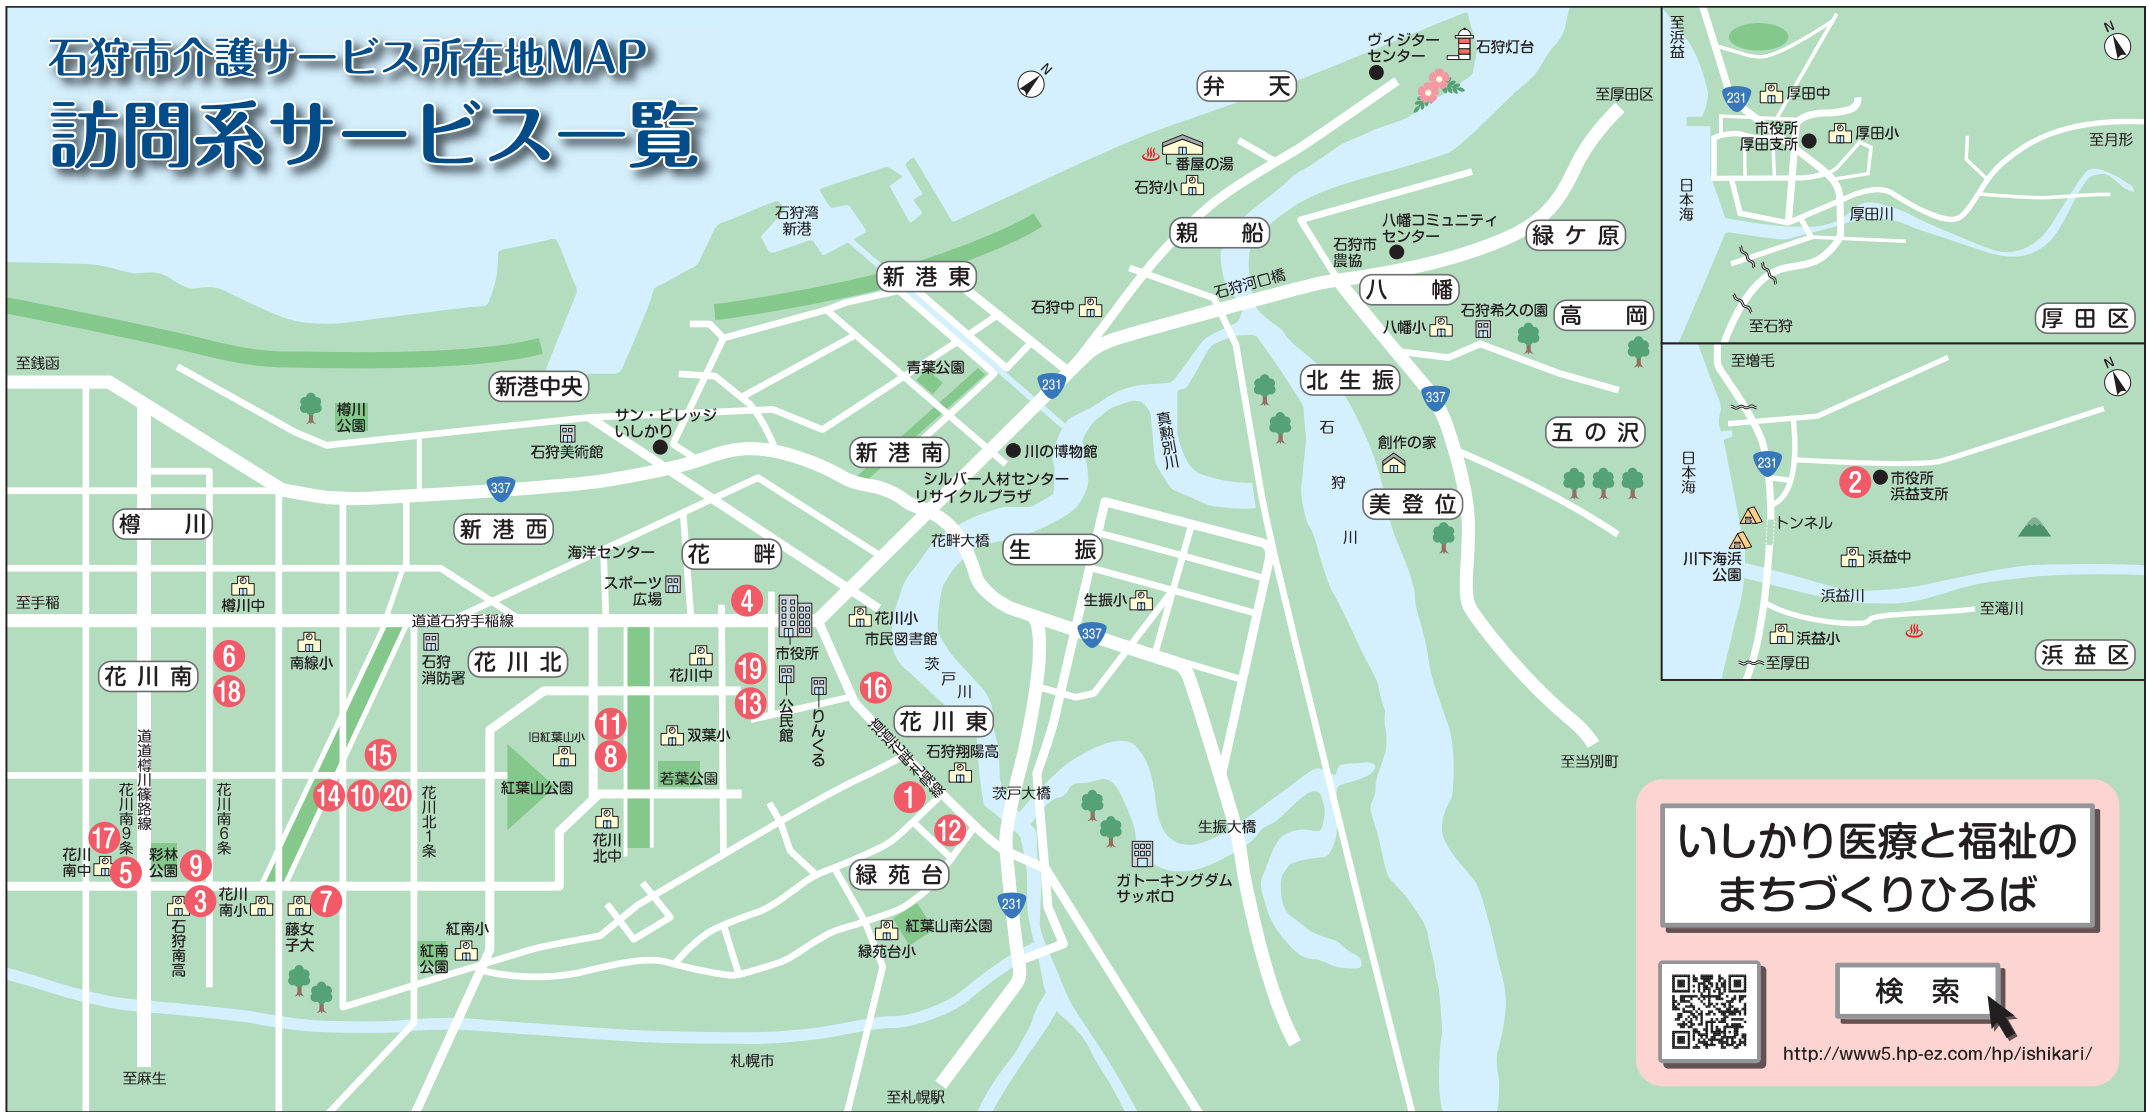 石狩市介護サービス所在地MAP
訪問系サービス一覧
N
弁 天
ヴィジター
センター
石狩灯台
至厚田区
番屋の湯
石狩小
石狩湾
新港
親 船
八幡コミュニティ
センター
石狩市
農協
緑ケ原
新港東
石狩河口橋
八 幡
石狩希久の園
高 岡
石狩中
八幡小
至銭函
青葉公園
231
新港中央
北生振
337
樽川
公園
サン・ビレッジ
いしかり
石狩美術館
新港南
川の博物館
真勲別川
石
狩
川
創作の家
五の沢
シルバー人材センター
リサイクルプラザ
337
美登位
樽 川
新港西
海洋センター
花 畔
花畔大橋
生 振
スポーツ
広場
樽川中
至手稲
道道石狩手稲線
4
花川小
市民図書館
生振小
337
市役所
6
南線小
石狩
消防署
花川北
花川中
19
公民館
りんくる
16
茨
戸
川
花川南
18
13
花川東
道道花畔札幌線
道道樽川篠路線
11
旧紅葉山小
双葉小
石狩翔陽高
15
8
若葉公園
紅葉山公園
至当別町
花川南9条
花川南6条
14
10
20
花川北1条
1
茨戸大橋
17
花川
北中
12
生振大橋
花川
南中
5
彩林
公園
9
緑苑台
ガトーキングダム
サッポロ
3
花川
南小
7
231
石狩南高
藤女
子大
紅南小
紅南
公園
紅葉山南公園
緑苑台小
札幌市
至麻生
至札幌駅
至浜益
N
231
厚田中
市役所
厚田支所
厚田小
至月形
日本海
厚田川
至石狩
厚田区
至増毛
N
日本海
231
2
市役所
浜益支所
トンネル
川下海浜
公園
浜益中
浜益川
至滝川
浜益小
至厚田
浜益区
いしかり医療と福祉の
まちづくりひろば
検 索
http://www5.hp-ez.com/hp/ishikari/